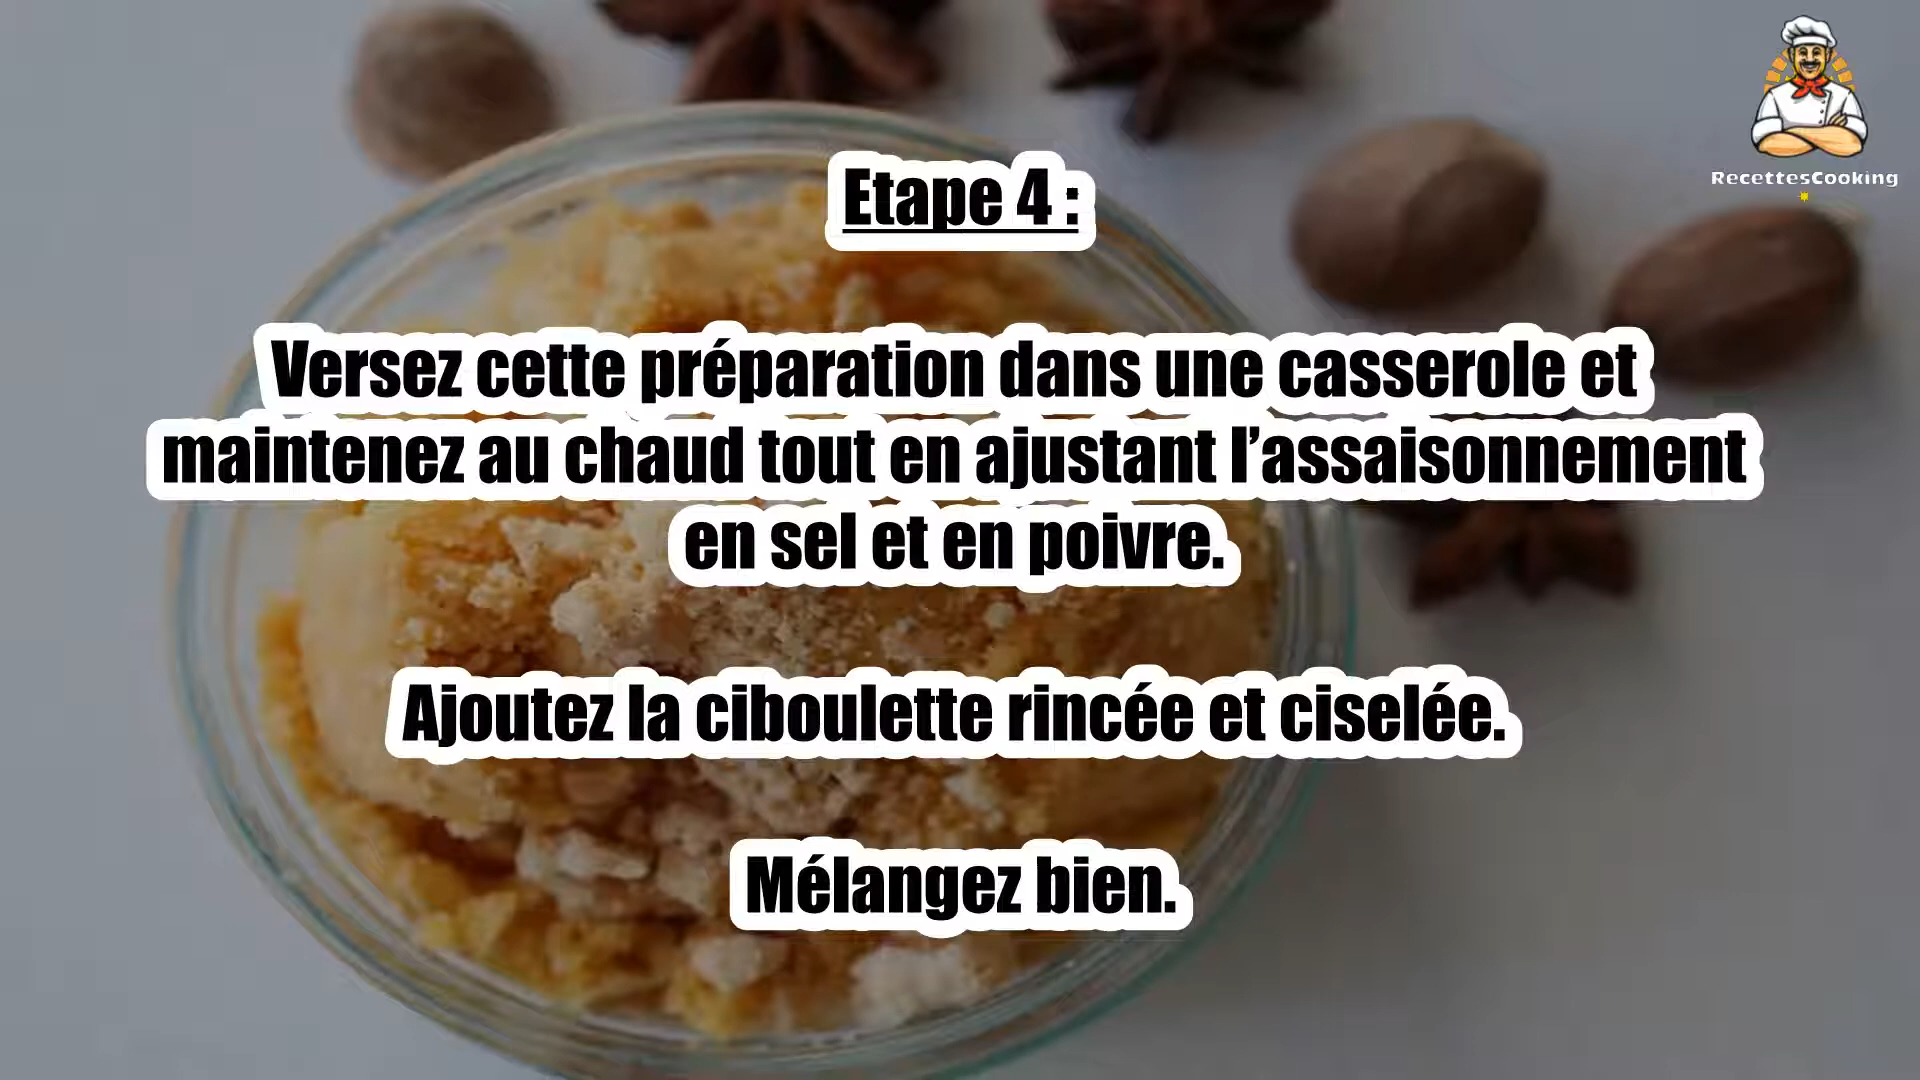 RecettesCooking
Etape 4 :
Versez cette préparation dans une casserole et
maintenez au chaud tout en ajustant l’assaisonnement
en sel et en poivre.
Ajoutez la ciboulette rincée et ciselée.
Mélangez bien.